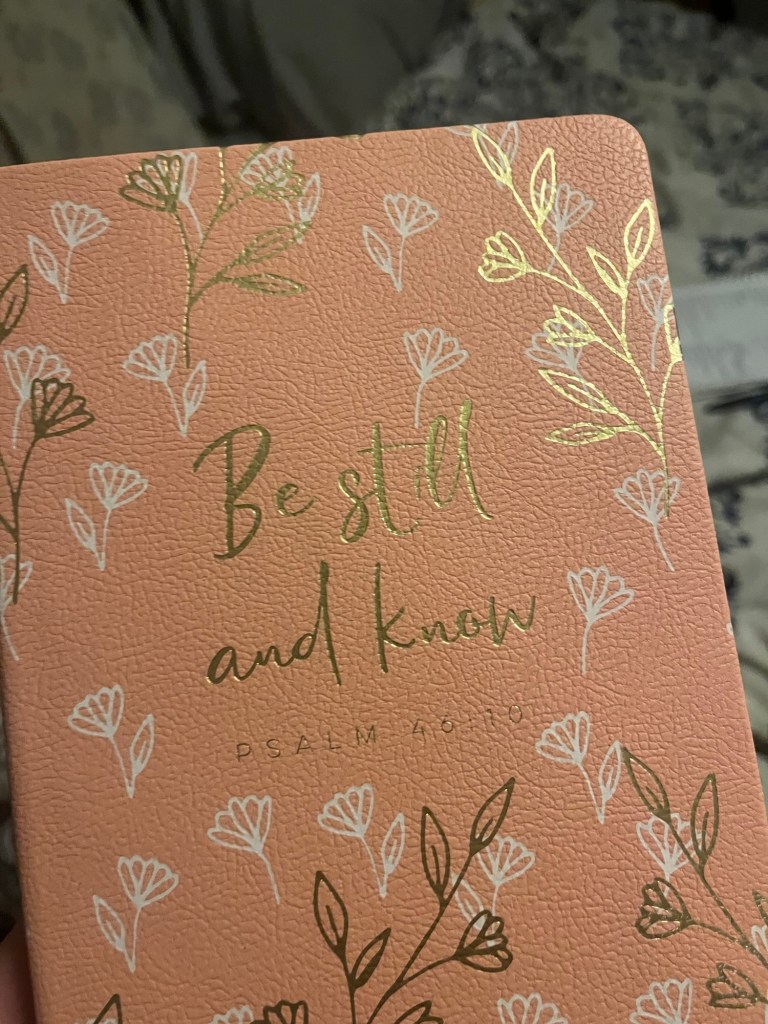 Be still
and know
PSALM 46:10